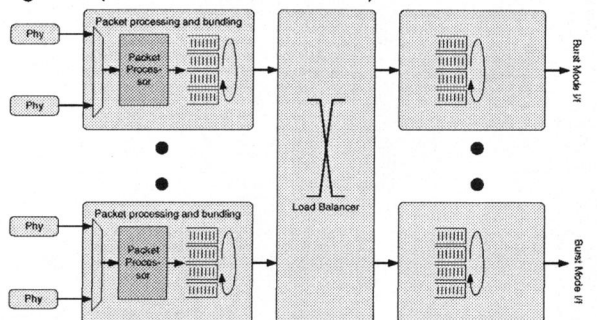 Packet processing and bundling
Phy
Packet
Proces-
sor
Phy
Burst Mode I/f
Load Balancer
Packet processing and bundling
Phy
Packet
Proces-
sor
Phy
Burst Mode I/f